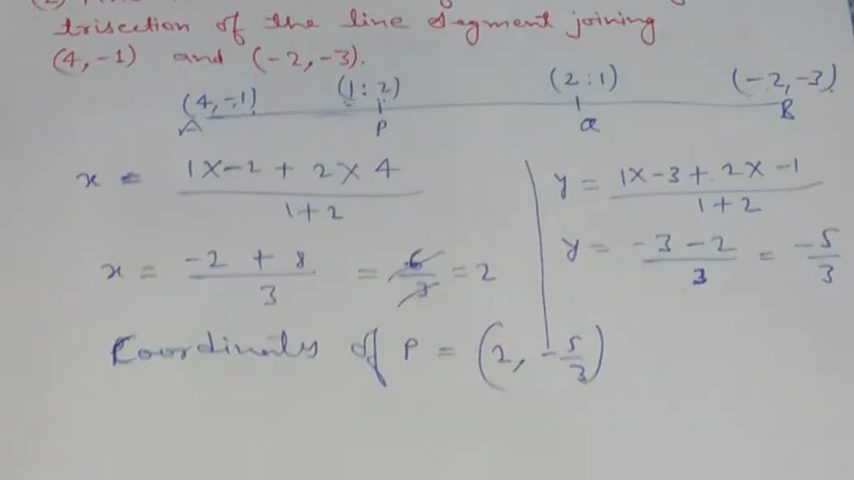 trisection of the line segment joining
(4, -1) and (-2, -3).
(4, -1) (1 : 2) (2 : 1) (-2, -3)
A P Q B
x = 1 x -2 + 2 x 4 / 1 + 2
y = 1 x -3 + 2 x -1 / 1 + 2
x = -2 + 8 / 3 = 6 / 3 = 2
y = -3 - 2 / 3 = -5 / 3
Coordinates of P = (2, -5/3)